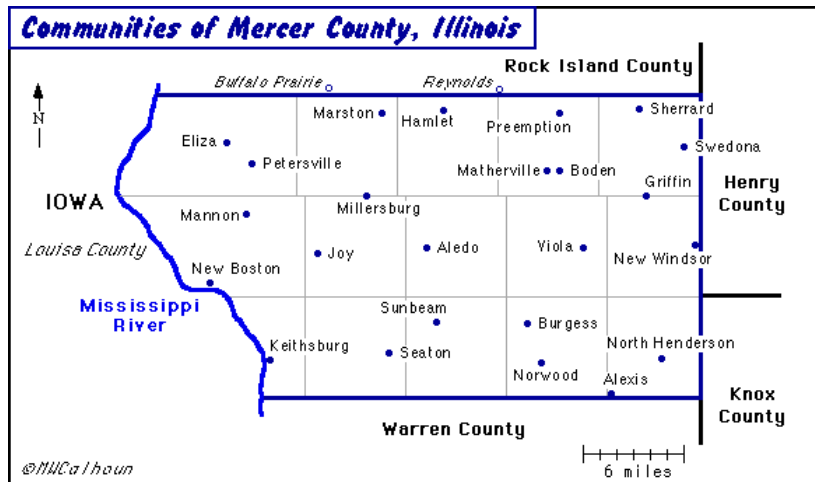 Communities of Mercer County, Illinois
Rock Island County
Buffalo Prairie
Reynolds
N
Marston
Hamlet
Preemption
Sherrard
Eliza
Swedona
Petersville
Matherville
Boden
Griffin
Henry
County
IOWA
Mannon
Millersburg
Louisa County
Joy
Aledo
Viola
New Windsor
New Boston
Mississippi
River
Sunbeam
Burgess
Keithsburg
Seaton
North Henderson
Norwood
Alexis
Knox
County
Warren County
6 miles
©MWCalhoun